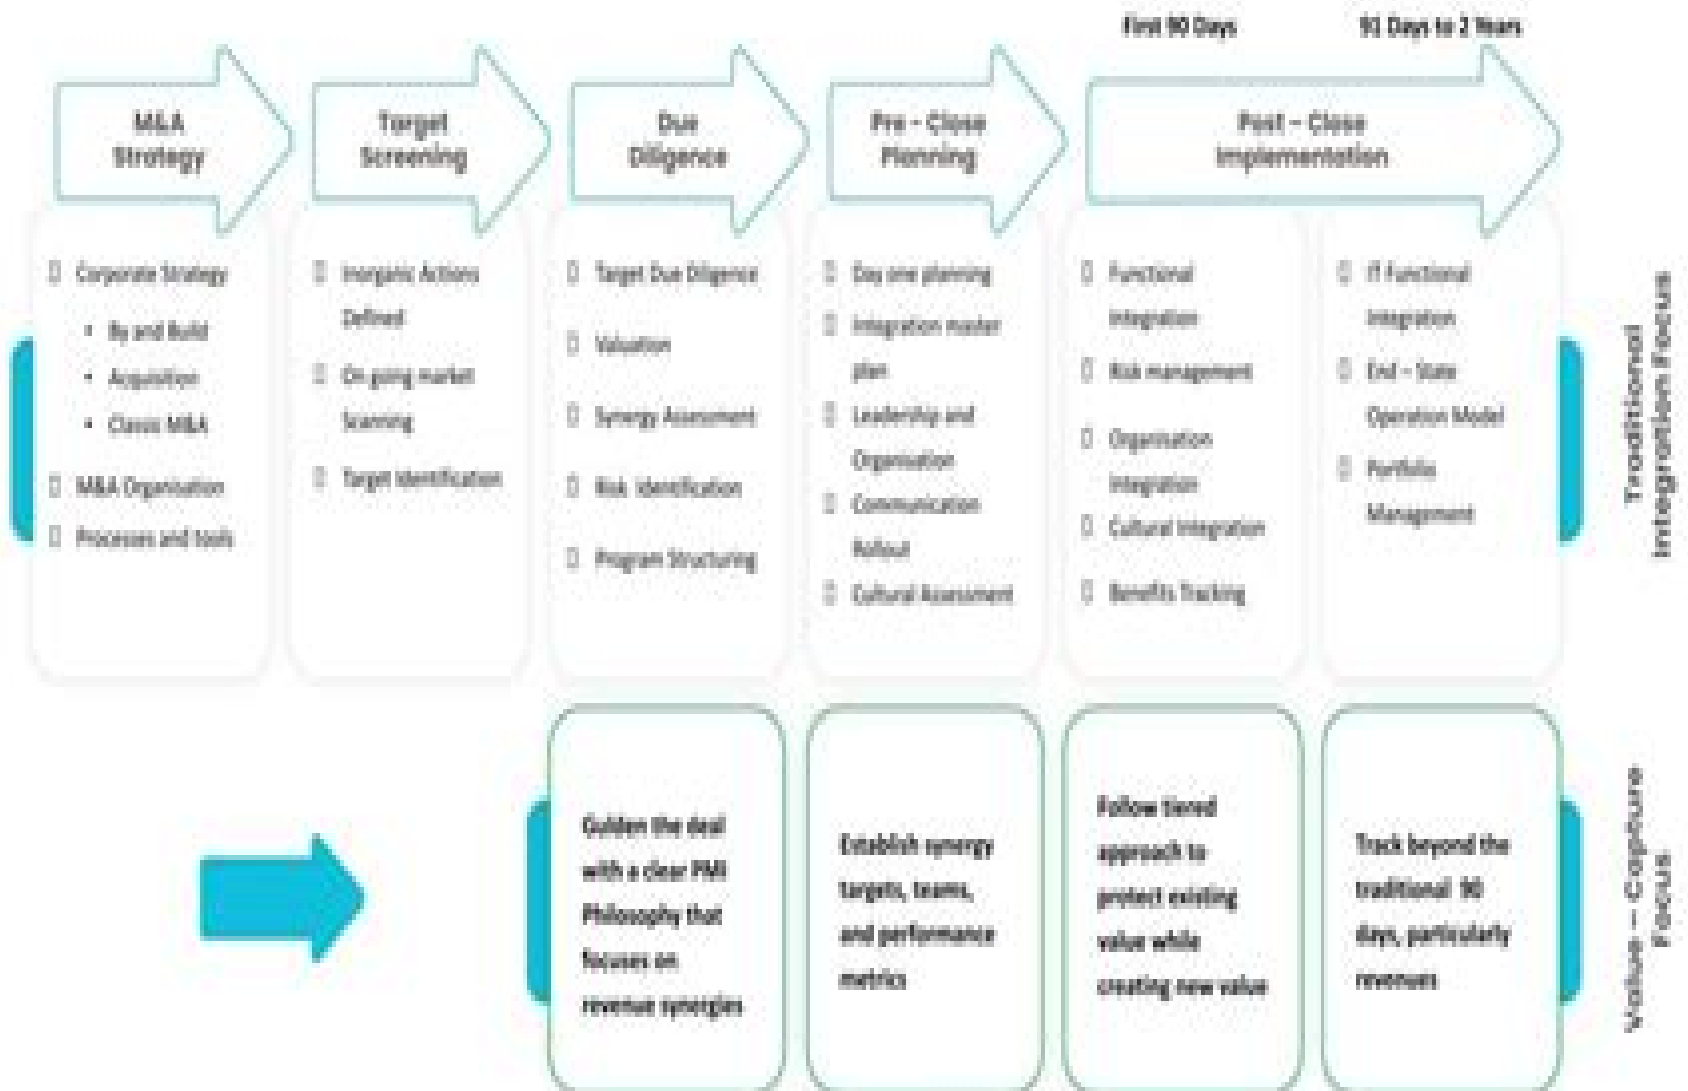 First 90 Days
91 Days to 2 Years
M&A
Strategy
Target
Screening
Due
Diligence
Pre – Close
Planning
Post – Close
Implementation
Corporate Strategy
By and Build
Acquisition
Classic M&A
M&A Organisation
Processes and tools
Inorganic Actions
Defined
On going market
Scanning
Target Identification
Target Due Diligence
Valuation
Synergy Assessment
Risk Identification
Program Structuring
Day one planning
Integration master
plan
Leadership and
Organisation
Communication
Rollout
Cultural Assessment
Functional
Integration
Risk management
Organisation
Integration
Cultural Integration
Benefits Tracking
IT Functional
Integration
End – State
Operation Model
Portfolio
Management
Traditional
Integration Focus
Gulden the deal
with a clear PMI
Philosophy that
focuses on
revenue synergies
Establish synergy
targets, teams,
and performance
metrics
Follow tiered
approach to
protect existing
value while
creating new value
Track beyond the
traditional 90
days, particularly
revenues
Value – Capture
Focus